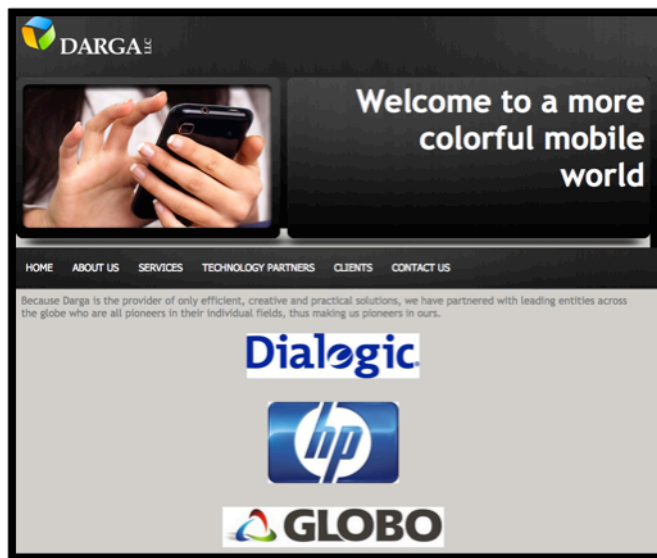 DARGA LLC
Welcome to a more
colorful mobile
world
HOME ABOUT US SERVICES TECHNOLOGY PARTNERS CLIENTS CONTACT US
Because Darga is the provider of only efficient, creative and practical solutions, we have partnered with leading entities across
the globe who are all pioneers in their individual fields, thus making us pioneers in ours.
Dialogic
hp
GLOBO